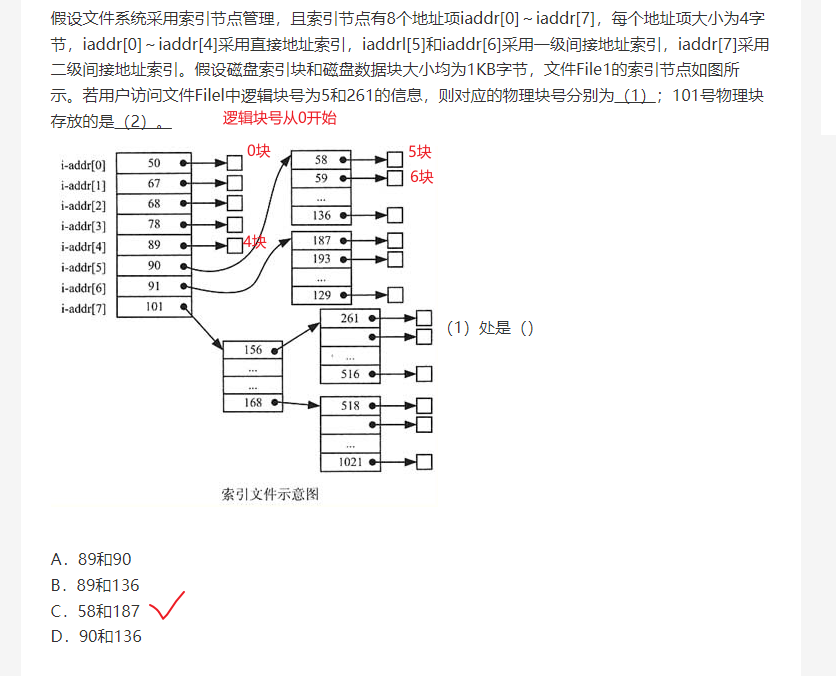 假设文件系统采用索引节点管理，且索引节点有8个地址项iaddr[0]～iaddr[7]，每个地址项大小为4字
节，iaddr[0]～iaddr[4]采用直接地址索引，iaddrl[5]和iaddr[6]采用一级间接地址索引，iaddr[7]采用
二级间接地址索引。假设磁盘索引块和磁盘数据块大小均为1KB字节，文件File1的索引节点如图所
示。若用户访问文件Filel中逻辑块号为5和261的信息，则对应的物理块号分别为（1）；101号物理块
存放的是（2）。
逻辑块号从0开始
i-addr[0] 50 0块
i-addr[1] 67
i-addr[2] 68
i-addr[3] 78
i-addr[4] 89 4块
i-addr[5] 90
i-addr[6] 91
i-addr[7] 101
58 5块
59 6块
...
136
187
193
...
129
156
...
...
168
261
...
516
518
...
1021
（1）处是（）
索引文件示意图
A. 89和90
B. 89和136
C. 58和187
D. 90和136